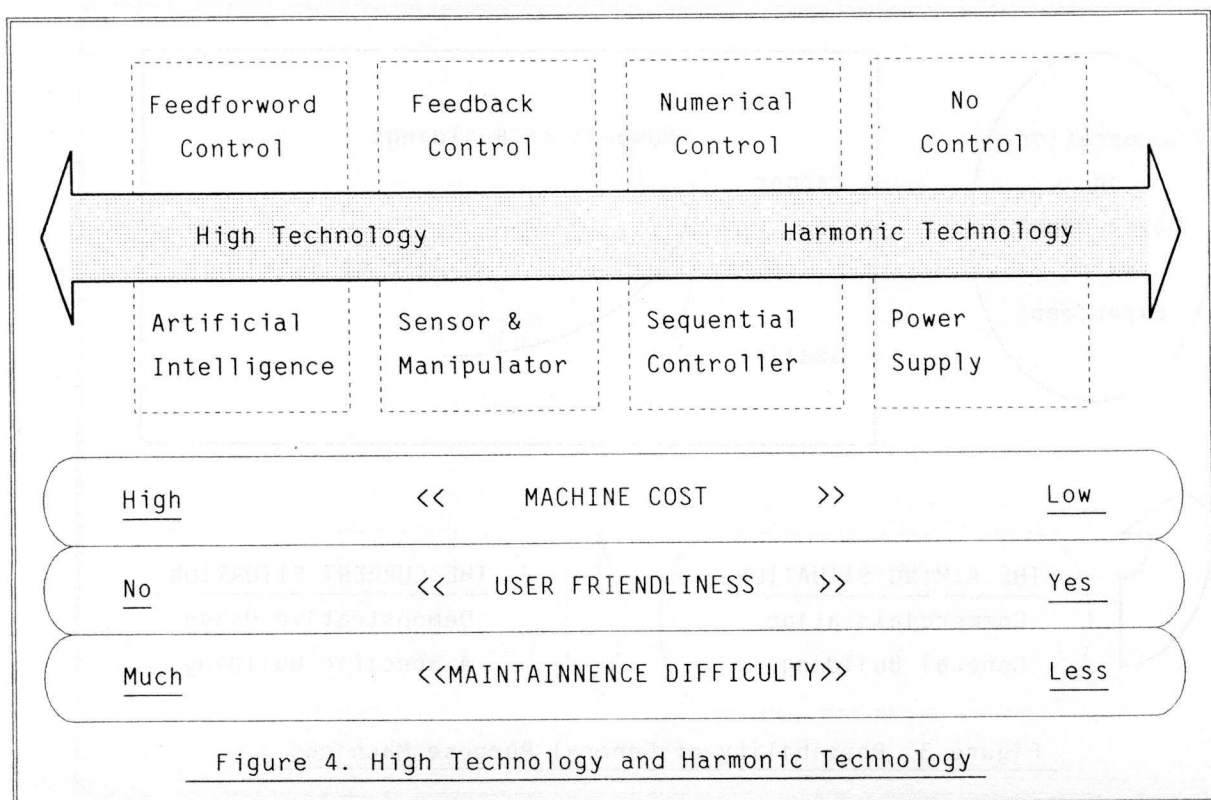 Feedforword Feedback Numerical No
Control Control Control Control
High Technology Harmonic Technology
Artificial Sensor & Sequential Power
Intelligence Manipulator Controller Supply
High << MACHINE COST >> Low
No << USER FRIENDLINESS >> Yes
Much <<MAINTAINNENCE DIFFICULTY>> Less
Figure 4. High Technology and Harmonic Technology